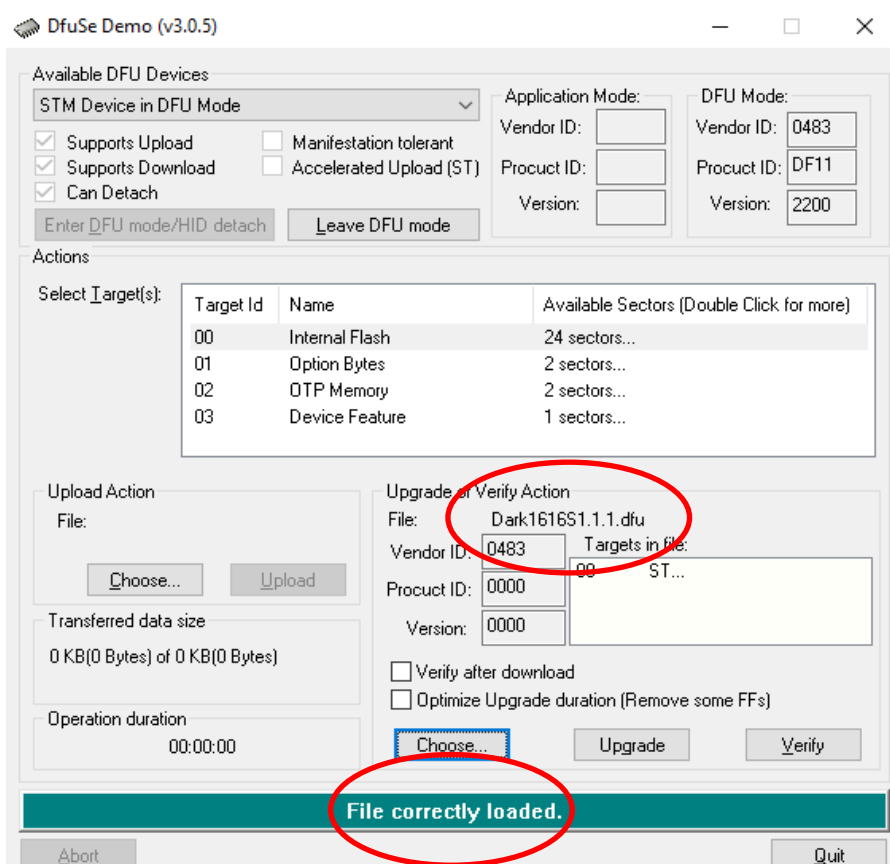 DfuSe Demo (v3.0.5)
Available DFU Devices
STM Device in DFU Mode
Supports Upload
Manifestation tolerant
Supports Download
Accelerated Upload (ST)
Can Detach
Enter DFU mode/HID detach
Leave DFU mode
Application Mode:
Vendor ID:
Procuct ID:
Version:
DFU Mode:
Vendor ID: 0483
Procuct ID: DF11
Version: 2200
Actions
Select Target(s):
Target Id Name Available Sectors (Double Click for more)
00 Internal Flash 24 sectors...
01 Option Bytes 2 sectors...
02 OTP Memory 2 sectors...
03 Device Feature 1 sectors...
Upload Action
File:
Choose... Upload
Transferred data size
0 KB(0 Bytes) of 0 KB(0 Bytes)
Operation duration
00:00:00
Upgrade or Verify Action
File: Dark1616S1.1.1.dfu
Vendor ID: 0483
Procuct ID: 0000
Version: 0000
Targets in file:
00 ST...
Verify after download
Optimize Upgrade duration (Remove some FFs)
Choose... Upgrade Verify
File correctly loaded.
Abort Quit